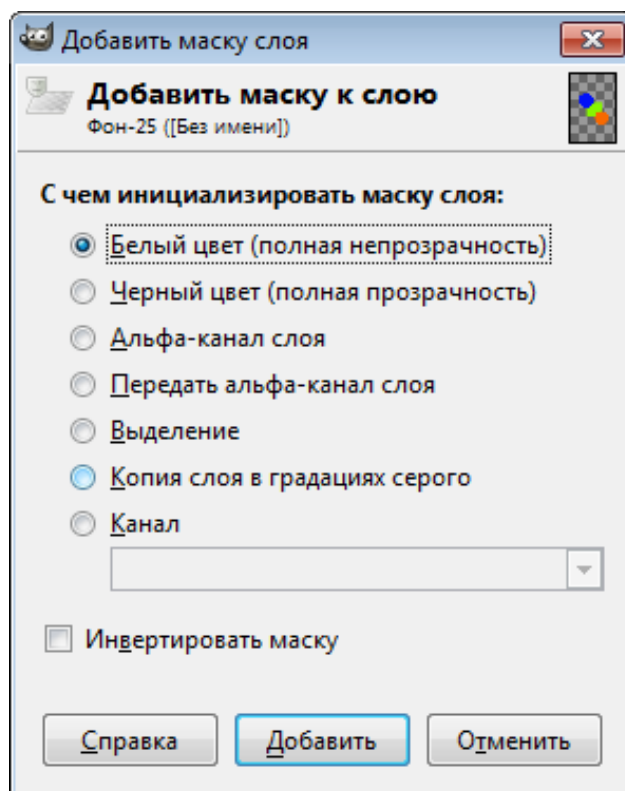 Добавить маску слоя
Добавить маску к слою
Фон-25 ([Без имени])
С чем инициализировать маску слоя:
Белый цвет (полная непрозрачность)
Черный цвет (полная прозрачность)
Альфа-канал слоя
Передать альфа-канал слоя
Выделение
Копия слоя в градациях серого
Канал
Инвертировать маску
Справка Добавить Отменить